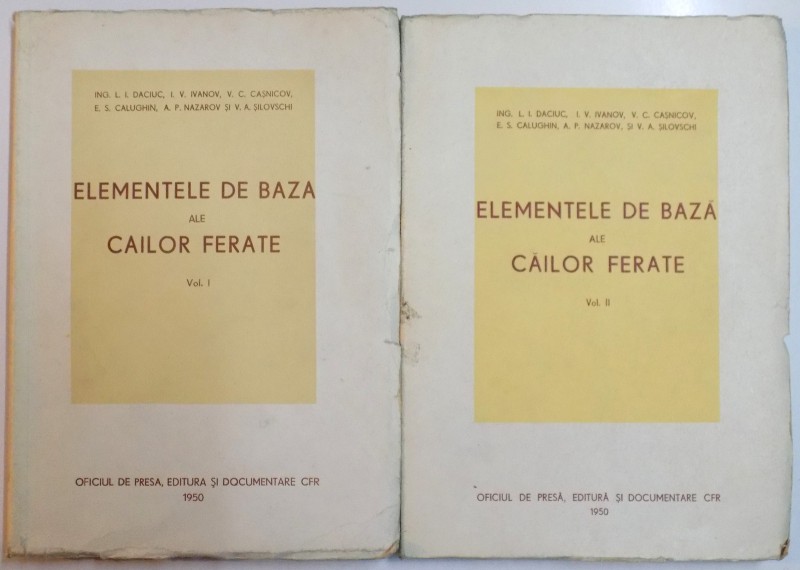 ING. L. I. DACIUC, I. V. IVANOV, V. C. CAȘNICOV,
E. S. CALUGHIN, A. P. NAZAROV ȘI V. A. ȘILOVSCHI
ELEMENTELE DE BAZA
ALE
CAILOR FERATE
Vol. I
OFICIUL DE PRESA, EDITURA ȘI DOCUMENTARE CFR
1950
ING. L. I. DACIUC, I. V. IVANOV, V. C. CAȘNICOV,
E. S. CALUGHIN, A. P. NAZAROV, ȘI V. A. ȘILOVSCHI
ELEMENTELE DE BAZĂ
ALE
CĂILOR FERATE
Vol. II
OFICIUL DE PRESĂ, EDITURĂ ȘI DOCUMENTARE CFR
1950